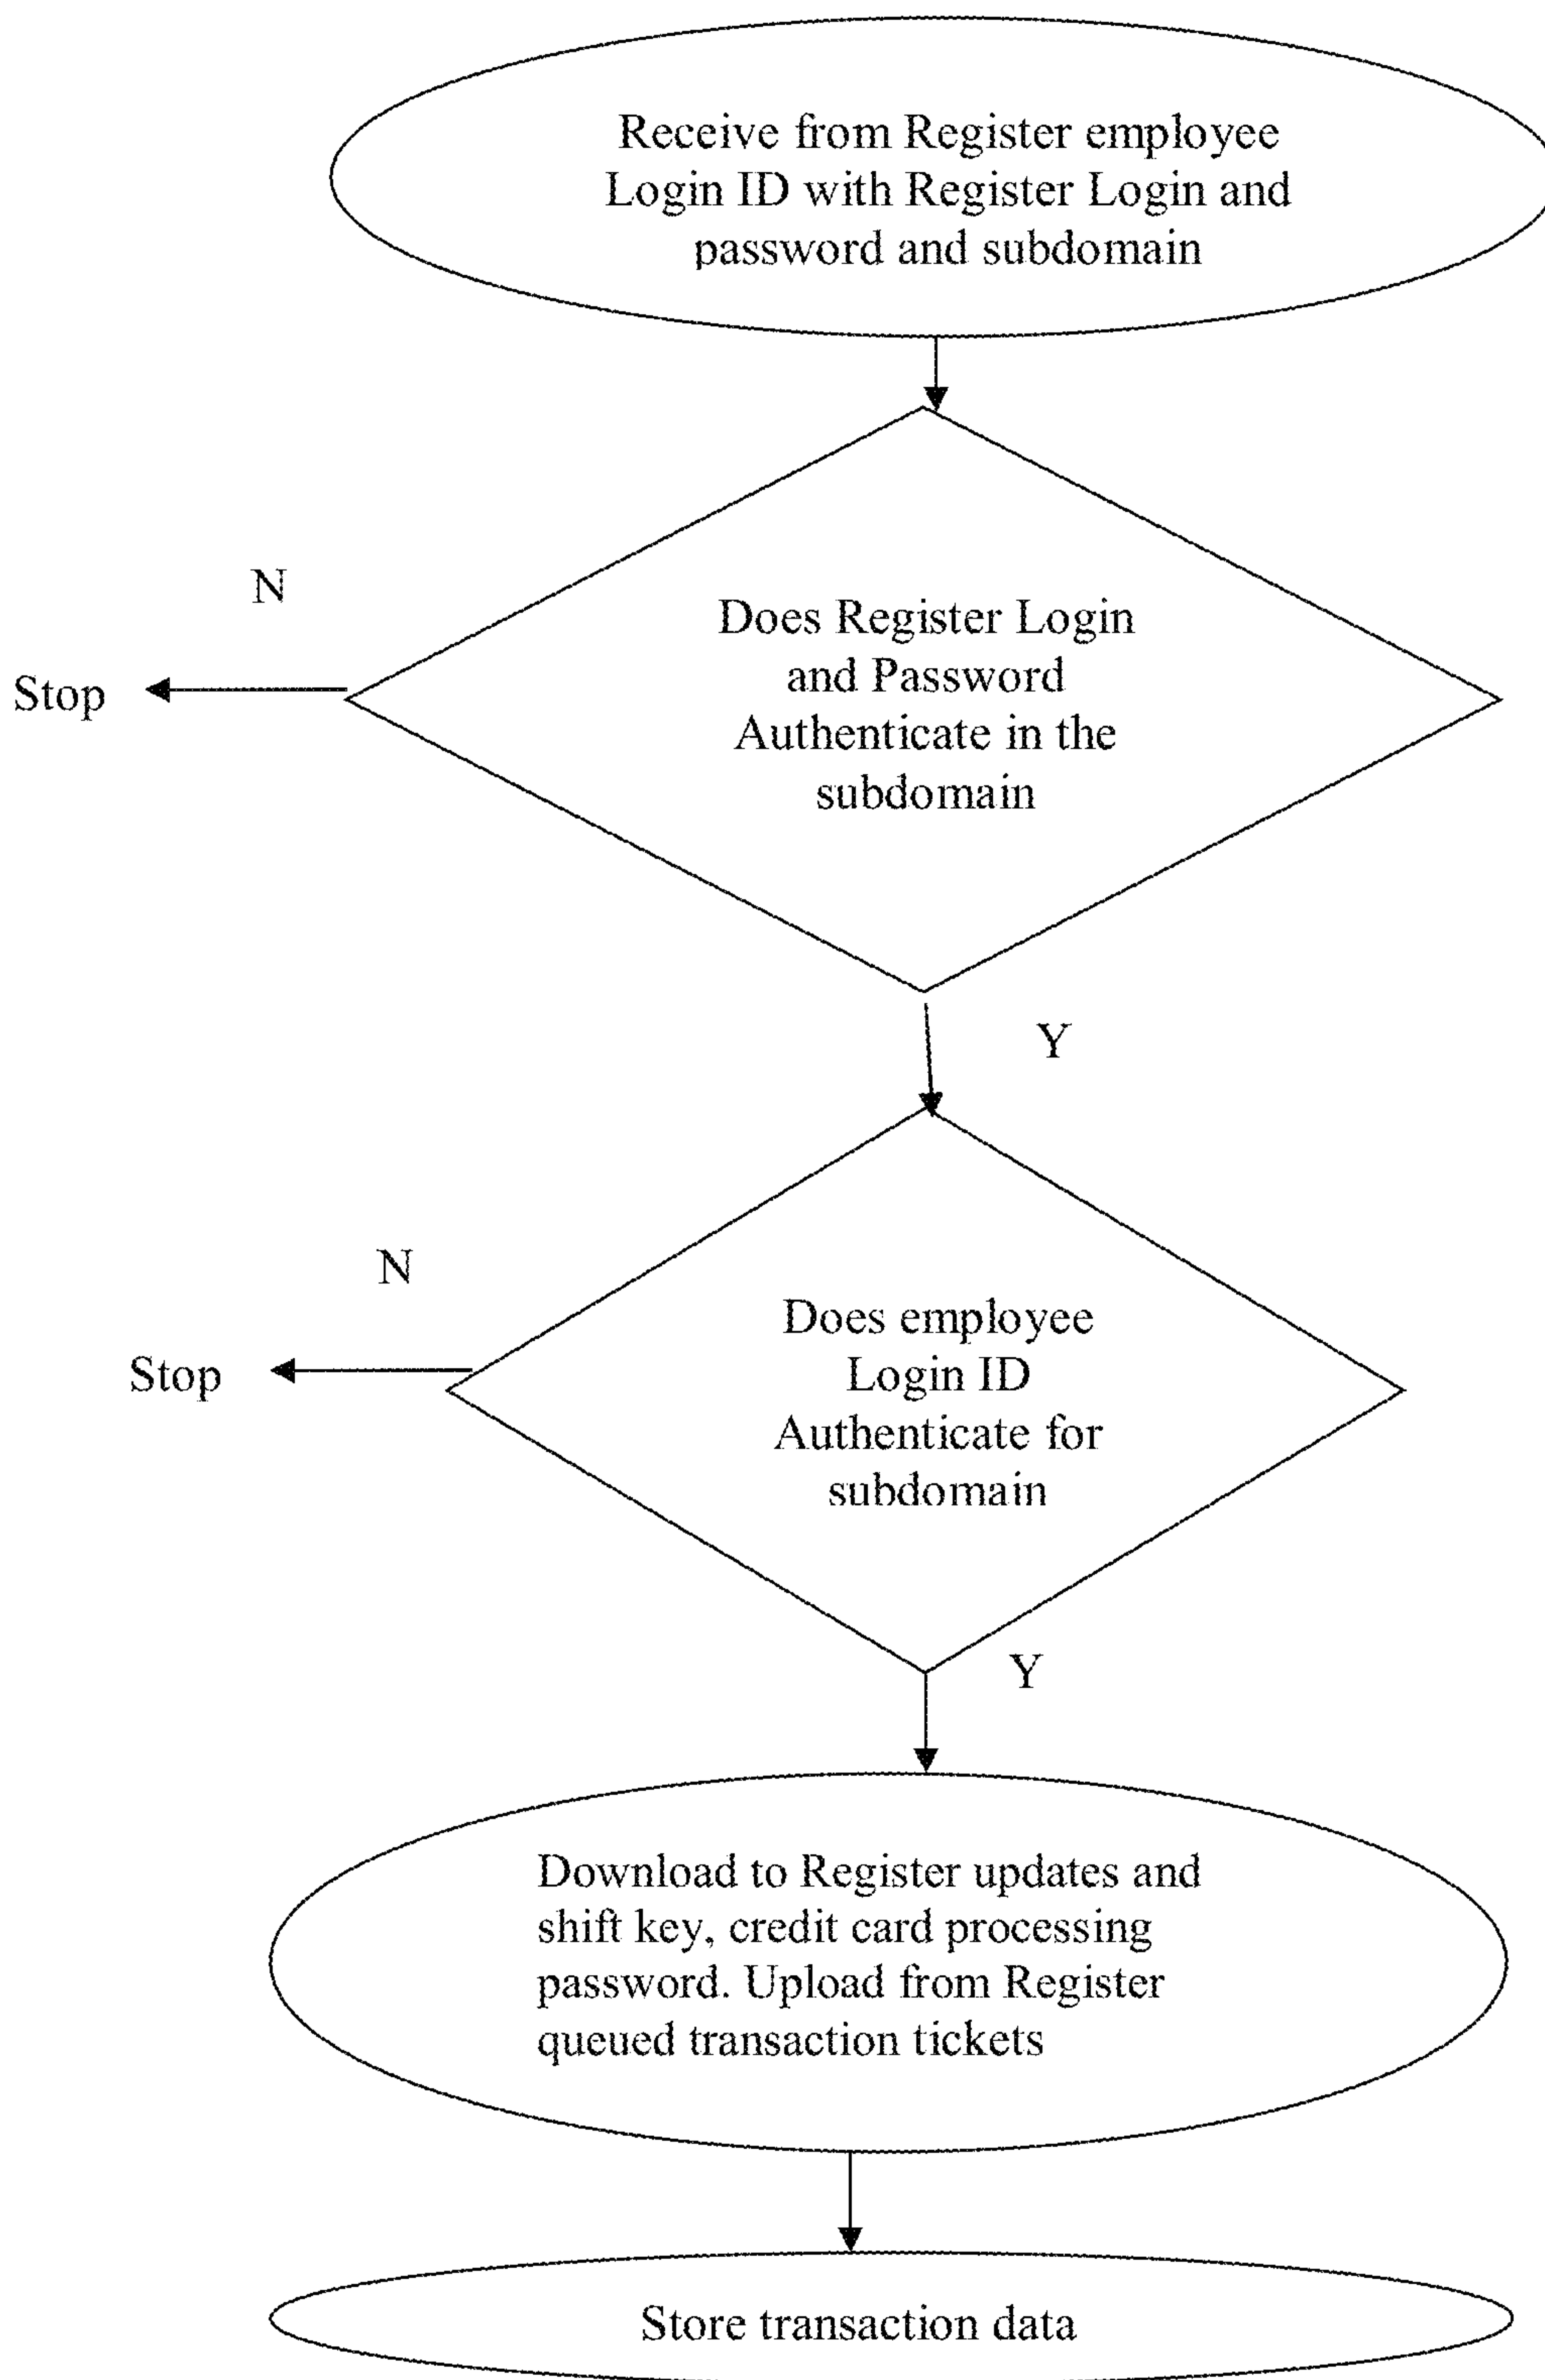 Receive from Register employee
Login ID with Register Login and
password and subdomain
N
Does Register Login
and Password
Authenticate in the
subdomain
Stop
Y
N
Does employee
Login ID
Authenticate for
subdomain
Stop
Y
Download to Register updates and
shift key, credit card processing
password. Upload from Register
queued transaction tickets
Store transaction data